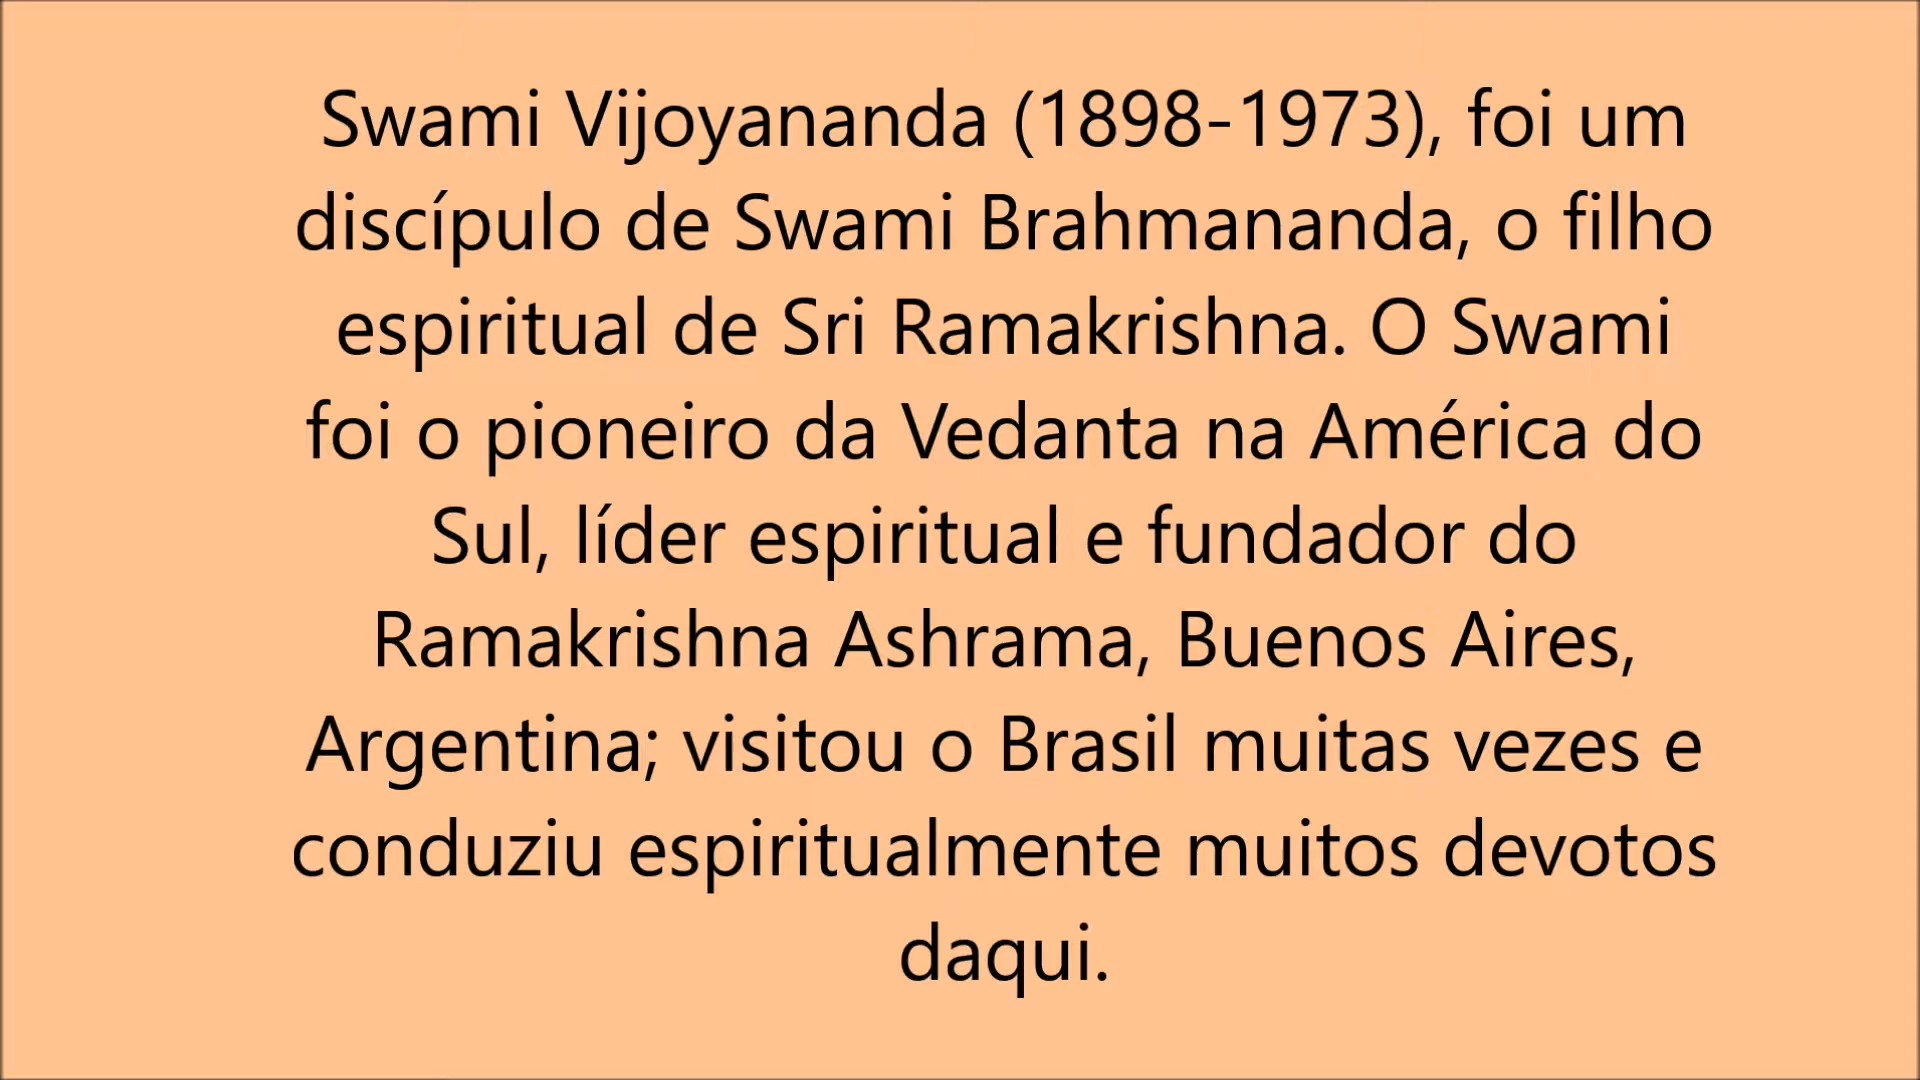 Swami Vijoyananda (1898-1973), foi um
discípulo de Swami Brahmananda, o filho
espiritual de Sri Ramakrishna. O Swami
foi o pioneiro da Vedanta na América do
Sul, líder espiritual e fundador do
Ramakrishna Ashrama, Buenos Aires,
Argentina; visitou o Brasil muitas vezes e
conduziu espiritualmente muitos devotos
daqui.